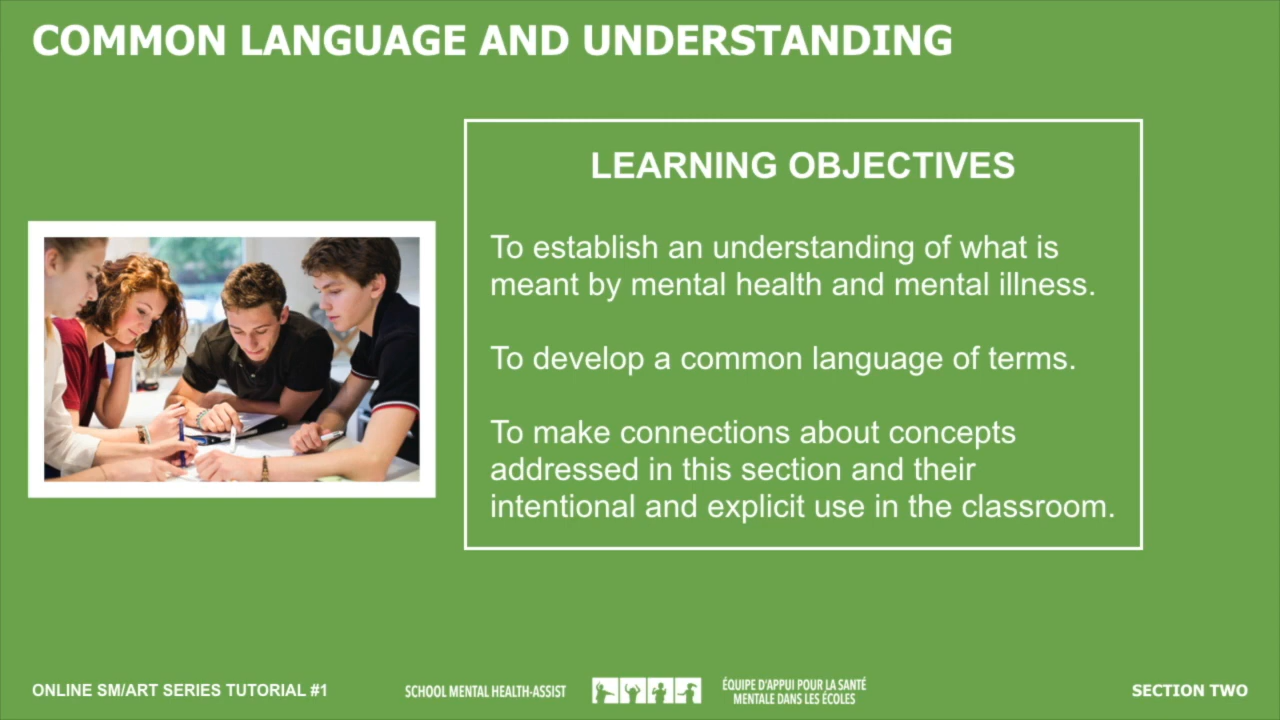 COMMON LANGUAGE AND UNDERSTANDING
LEARNING OBJECTIVES
To establish an understanding of what is
meant by mental health and mental illness.
To develop a common language of terms.
To make connections about concepts
addressed in this section and their
intentional and explicit use in the classroom.
ONLINE SM/ART SERIES TUTORIAL #1
SCHOOL MENTAL HEALTH-ASSIST
ÉQUIPE D'APPUI POUR LA SANTÉ
MENTALE DANS LES ÉCOLES
SECTION TWO